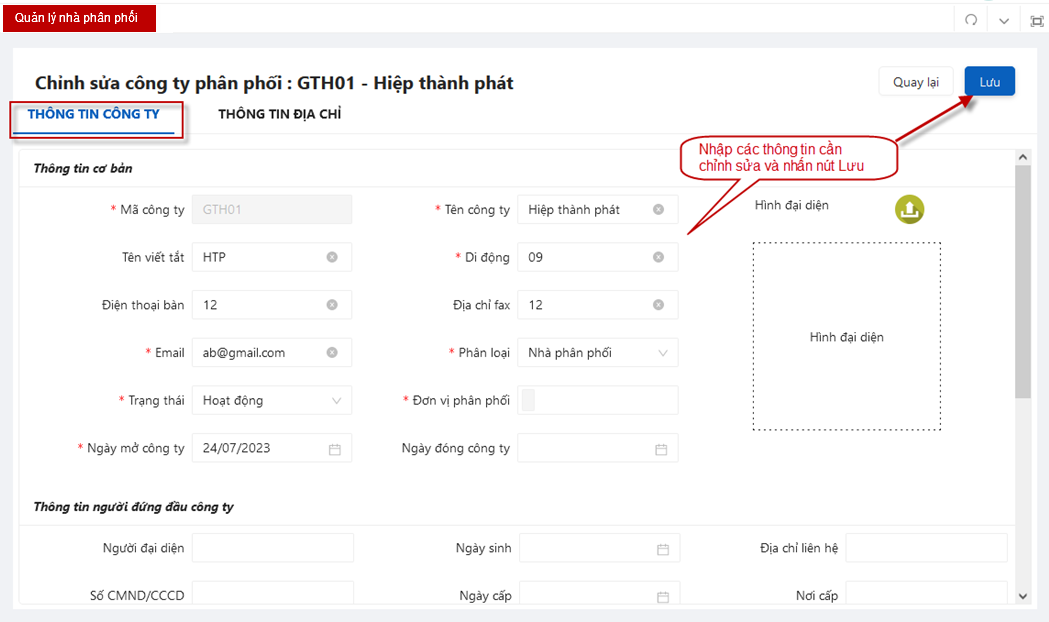 Quản lý nhà phân phối
Chỉnh sửa công ty phân phối : GTH01 - Hiệp thành phát
Quay lại
Lưu
THÔNG TIN CÔNG TY
THÔNG TIN ĐỊA CHỈ
Nhập các thông tin cần
chỉnh sửa và nhấn nút Lưu
Thông tin cơ bản
* Mã công ty GTH01 * Tên công ty Hiệp thành phát Hình đại diện
Tên viết tắt HTP * Di động 09
Điện thoại bàn 12 Địa chỉ fax 12
Hình đại diện
* Email ab@gmail.com * Phân loại Nhà phân phối
* Trạng thái Hoạt động * Đơn vị phân phối
* Ngày mở công ty 24/07/2023 Ngày đóng công ty
Thông tin người đứng đầu công ty
Người đại diện Ngày sinh Địa chỉ liên hệ
Số CMND/CCCD Ngày cấp Nơi cấp